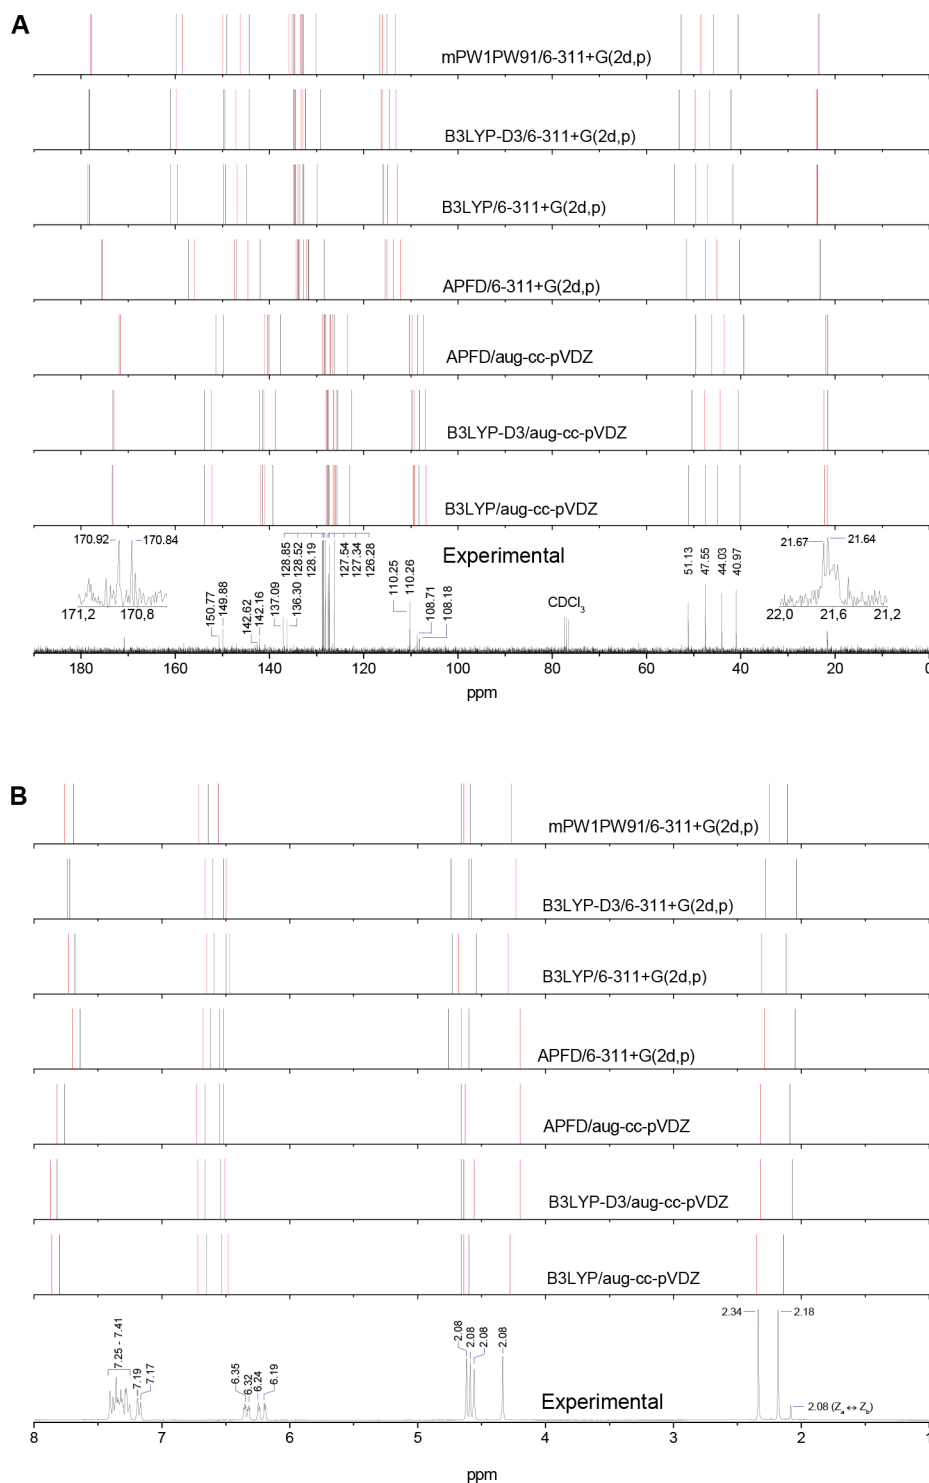 A
mPW1PW91/6-311+G(2d,p)
B3LYP-D3/6-311+G(2d,p)
B3LYP/6-311+G(2d,p)
APFD/6-311+G(2d,p)
APFD/aug-cc-pVDZ
B3LYP-D3/aug-cc-pVDZ
B3LYP/aug-cc-pVDZ
Experimental
170.92
170.84
171,2
170,8
150.77
149.88
142.62
142.16
137.09
136.30
128.85
128.52
128.19
127.54
127.34
126.28
110.25
110.26
108.71
108.18
CDCl3
51.13
47.55
44.03
40.97
21.67
21.64
22,0
21,6
21,2
180 160 140 120 100 80 60 40 20 0
ppm
B
mPW1PW91/6-311+G(2d,p)
B3LYP-D3/6-311+G(2d,p)
B3LYP/6-311+G(2d,p)
APFD/6-311+G(2d,p)
APFD/aug-cc-pVDZ
B3LYP-D3/aug-cc-pVDZ
B3LYP/aug-cc-pVDZ
Experimental
7.25 - 7.41
7.19
7.17
6.35
6.32
6.24
6.19
2.08
2.08
2.08
2.08
2.34
2.18
2.08 (Za ↔ Zb)
8 7 6 5 4 3 2 1
ppm